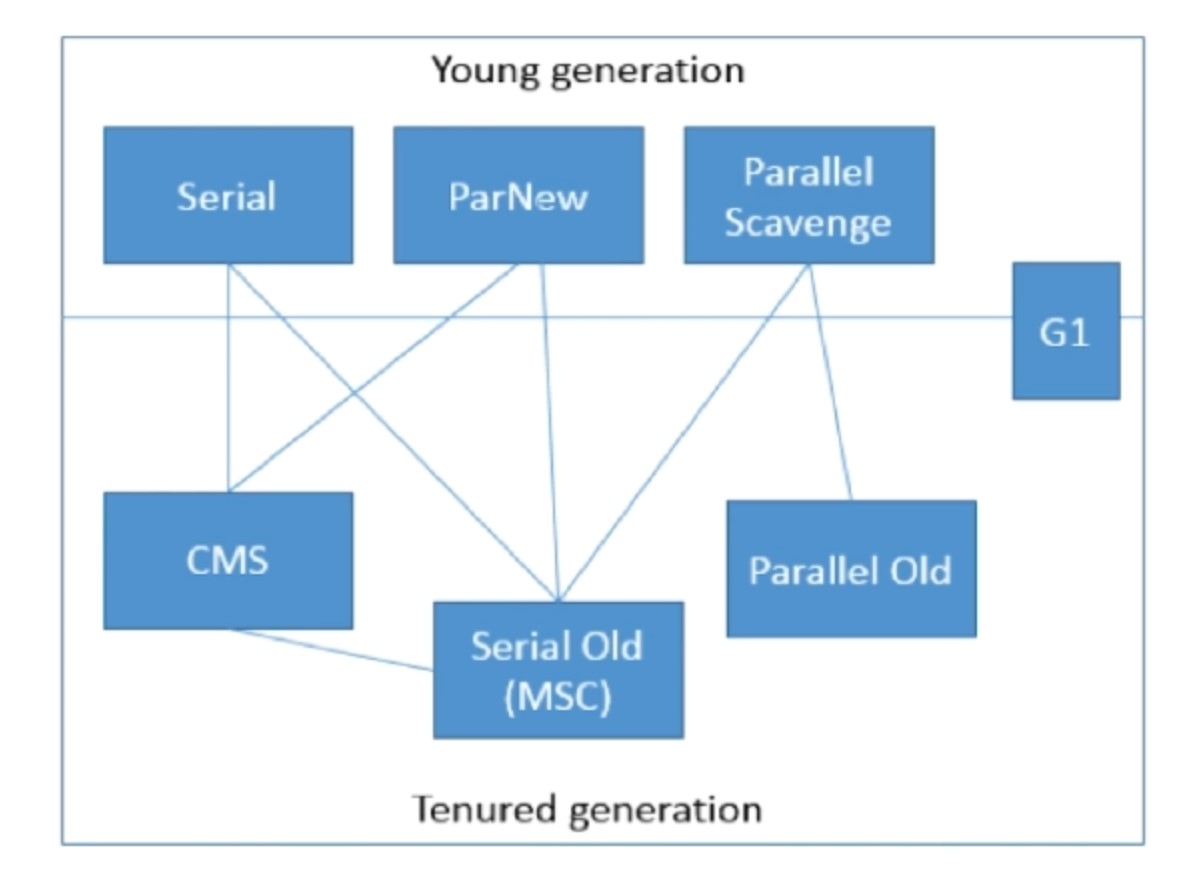 Young generation
Serial
ParNew
Parallel
Scavenge
G1
CMS
Parallel Old
Serial Old
(MSC)
Tenured generation